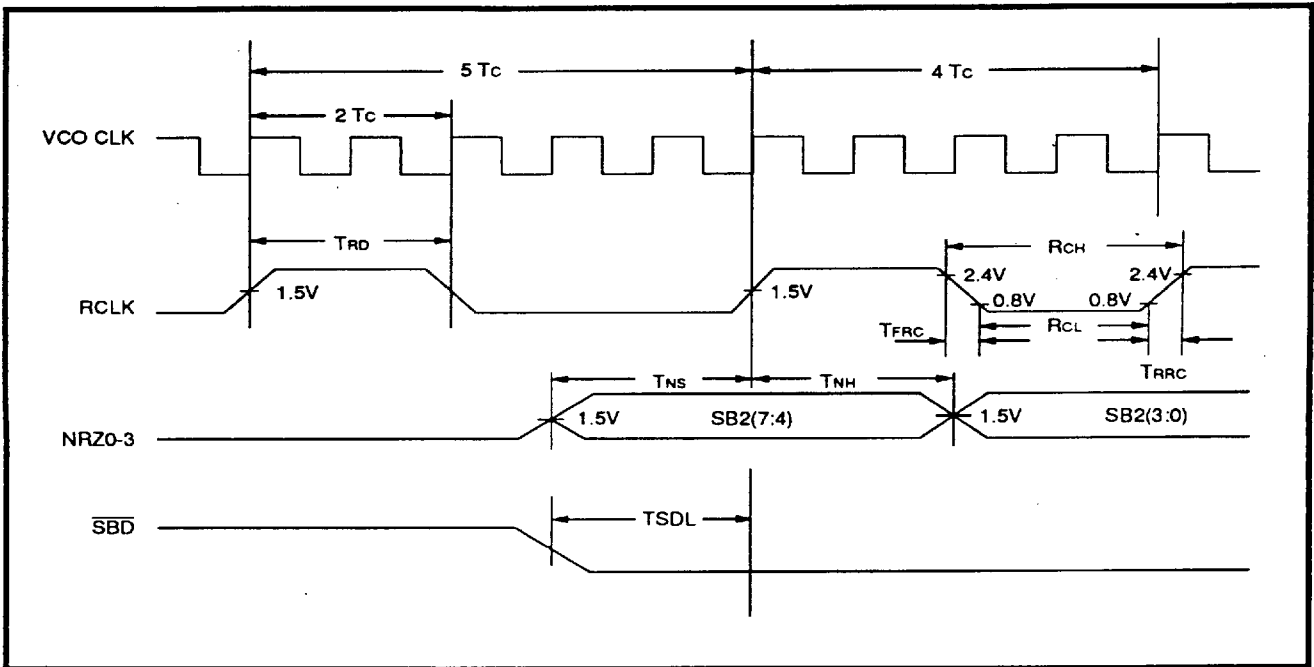 5 TC
4 TC
2 TC
VCO CLK
TRD
RCH
1.5V
1.5V
2.4V
2.4V
0.8V
0.8V
RCLK
TFRC
RCL
TRRC
TNS
TNH
1.5V
SB2(7:4)
1.5V
SB2(3:0)
NRZ0-3
TSDL
SBD